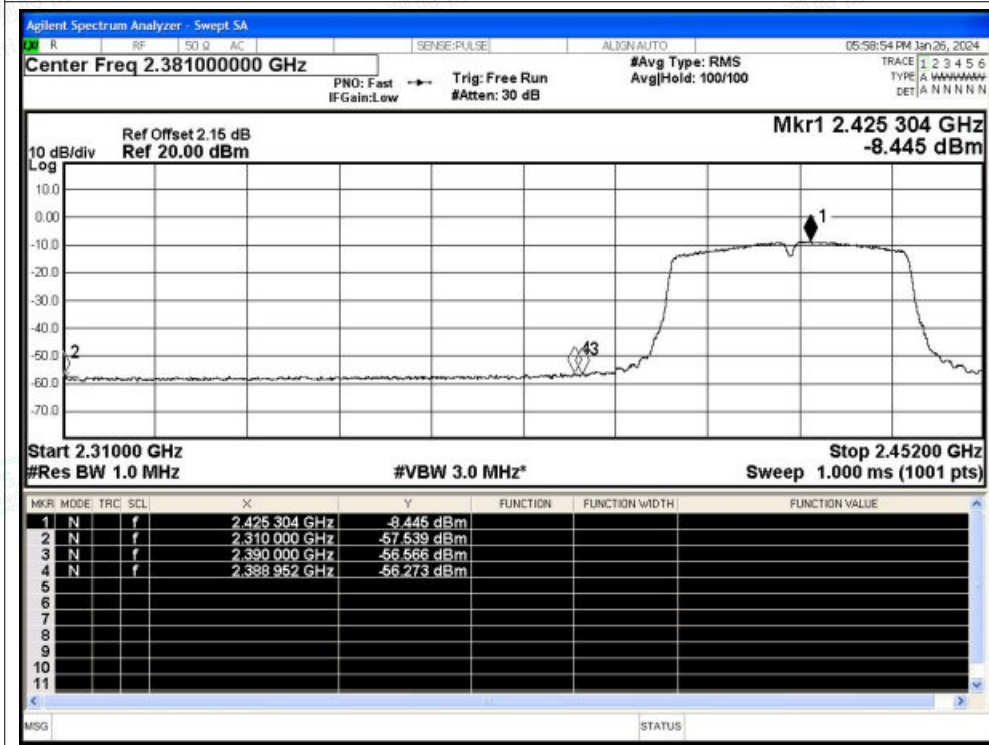 Agilent Spectrum Analyzer - Swept SA
R RF 50 Ω AC SENSE:PULSE ALIGN AUTO 05:58:54 PM Jan 26, 2024
Center Freq 2.381000000 GHz
#Avg Type: RMS
TRACE 1 2 3 4 5 6
PNO: Fast
Trig: Free Run
Avg|Hold: 100/100
TYPE A
IFGain:Low
#Atten: 30 dB
DET A N N N N N
Mkr1 2.425 304 GHz
Ref Offset 2.15 dB
10 dB/div Ref 20.00 dBm
-8.445 dBm
Log
10.0
0.00
1
-10.0
-20.0
-30.0
-40.0
-50.0
2
43
-60.0
-70.0
Start 2.31000 GHz Stop 2.45200 GHz
#Res BW 1.0 MHz #VBW 3.0 MHz* Sweep 1.000 ms (1001 pts)
MKR MODE TRC SCL X Y FUNCTION FUNCTION WIDTH FUNCTION VALUE
1 N f 2.425 304 GHz -8.445 dBm
2 N f 2.310 000 GHz -57.539 dBm
3 N f 2.390 000 GHz -56.566 dBm
4 N f 2.388 952 GHz -56.273 dBm
5
6
7
8
9
10
11
MSG STATUS